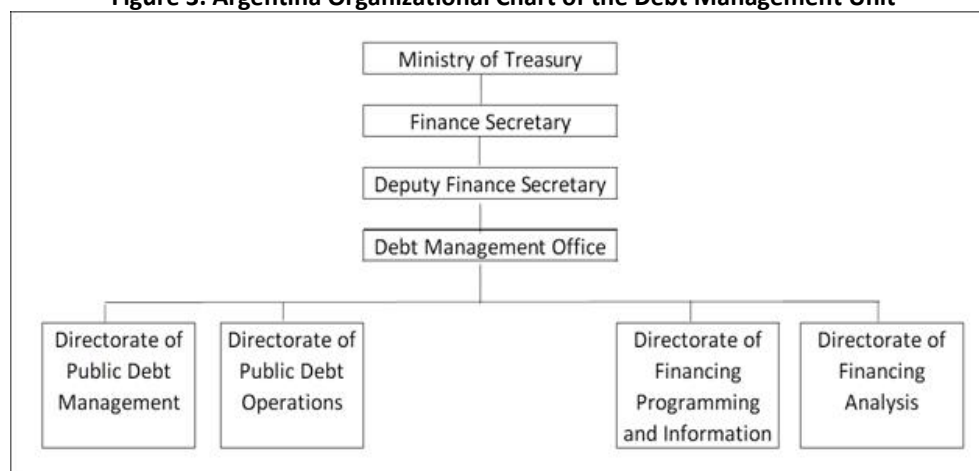 Figure 3. Argentina Organizational Chart of the Debt Management Unit
Ministry of Treasury
Finance Secretary
Deputy Finance Secretary
Debt Management Office
Directorate of
Public Debt
Management
Directorate of
Public Debt
Operations
Directorate of
Financing
Programming
and Information
Directorate of
Financing
Analysis